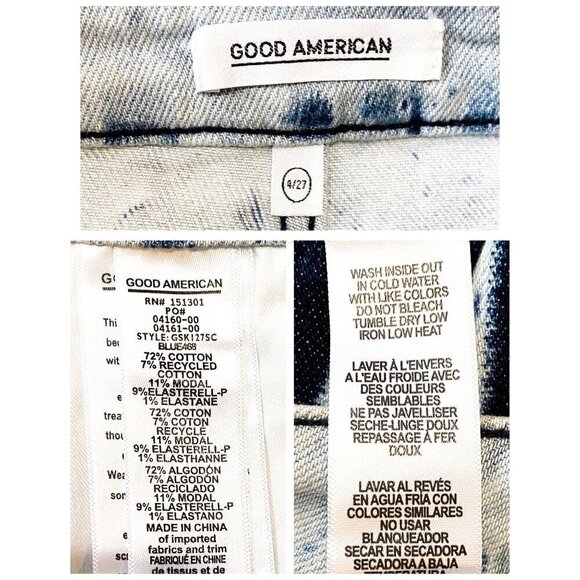 GOOD AMERICAN
4/27
GOOD AMERICAN
RN# 151301
PO#
04160-00
04161-00
STYLE: GSK127SC
BLUE468
72% COTTON
7% RECYCLED
COTTON
11% MODAL
9% ELASTERELL-P
1% ELASTANE
72% COTON
7% COTON
RECYCLÉ
11% MODAL
9% ELASTERELL-P
1% ELASTHANNE
72% ALGODÓN
7% ALGODÓN
RECICLADO
11% MODAL
9% ELASTERELL-P
1% ELASTANO
MADE IN CHINA
of imported
fabrics and trim
FABRIQUÉ EN CHINE
de tissus et de
WASH INSIDE OUT
IN COLD WATER
WITH LIKE COLORS
DO NOT BLEACH
TUMBLE DRY LOW
IRON LOW HEAT
LAVER À L'ENVERS
A L'EAU FROIDE AVEC
DES COULEURS
SEMBLABLES
NE PAS JAVELLISER
SECHE-LINGE DOUX
REPASSAGE À FER
DOUX
LAVAR AL REVÉS
EN AGUA FRÍA CON
COLORES SIMILARES
NO USAR
BLANQUEADOR
SECAR EN SECADORA
SECADORA A BAJA
TEMPERATURA